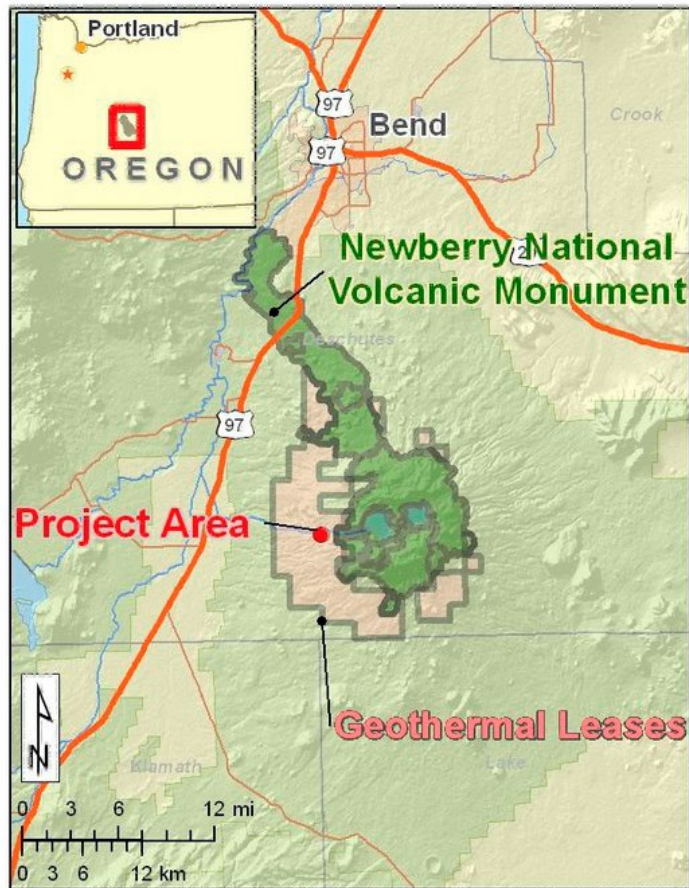 Portland
OREGON
97
Crook
97
Bend
Newberry National
2
Volcanic Monument
Deschutes
97
Project Area
Geothermal Leases
N
Klamath
Lake
0 3 6 12 mi
0 3 6 12 km